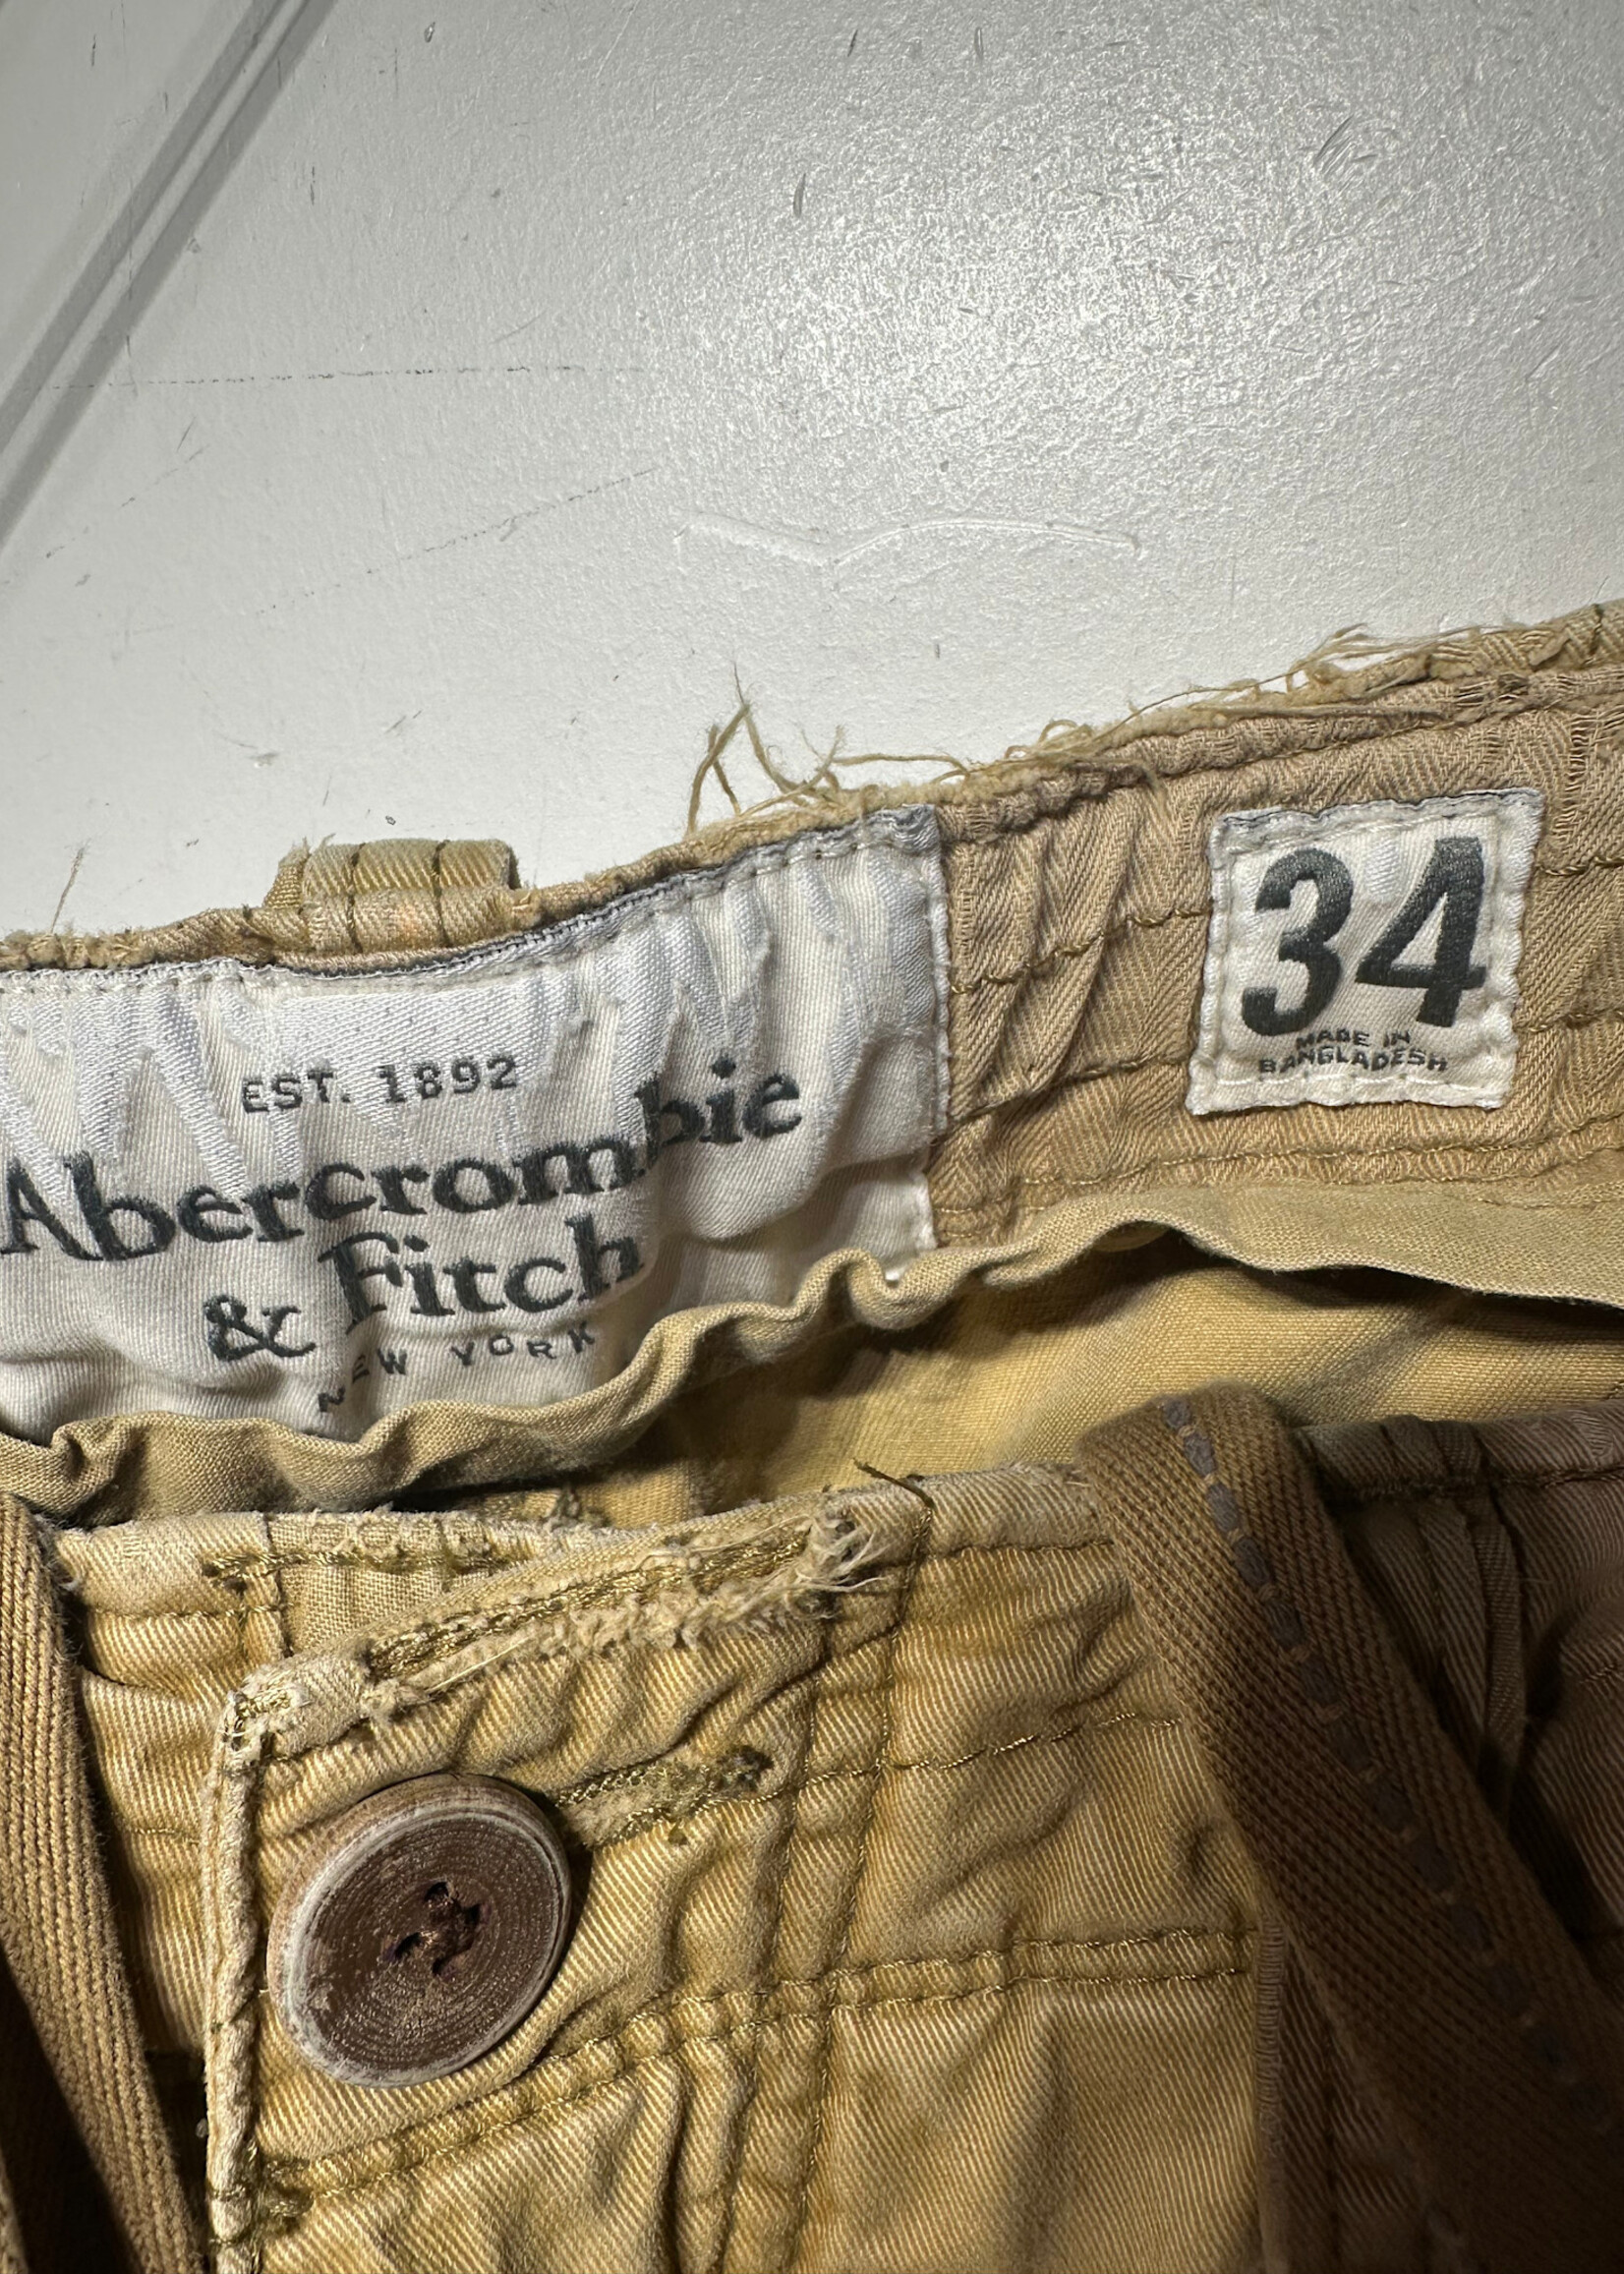 EST. 1892
Abercrombie
& Fitch
NEW YORK
34
MADE IN
BANGLADESH